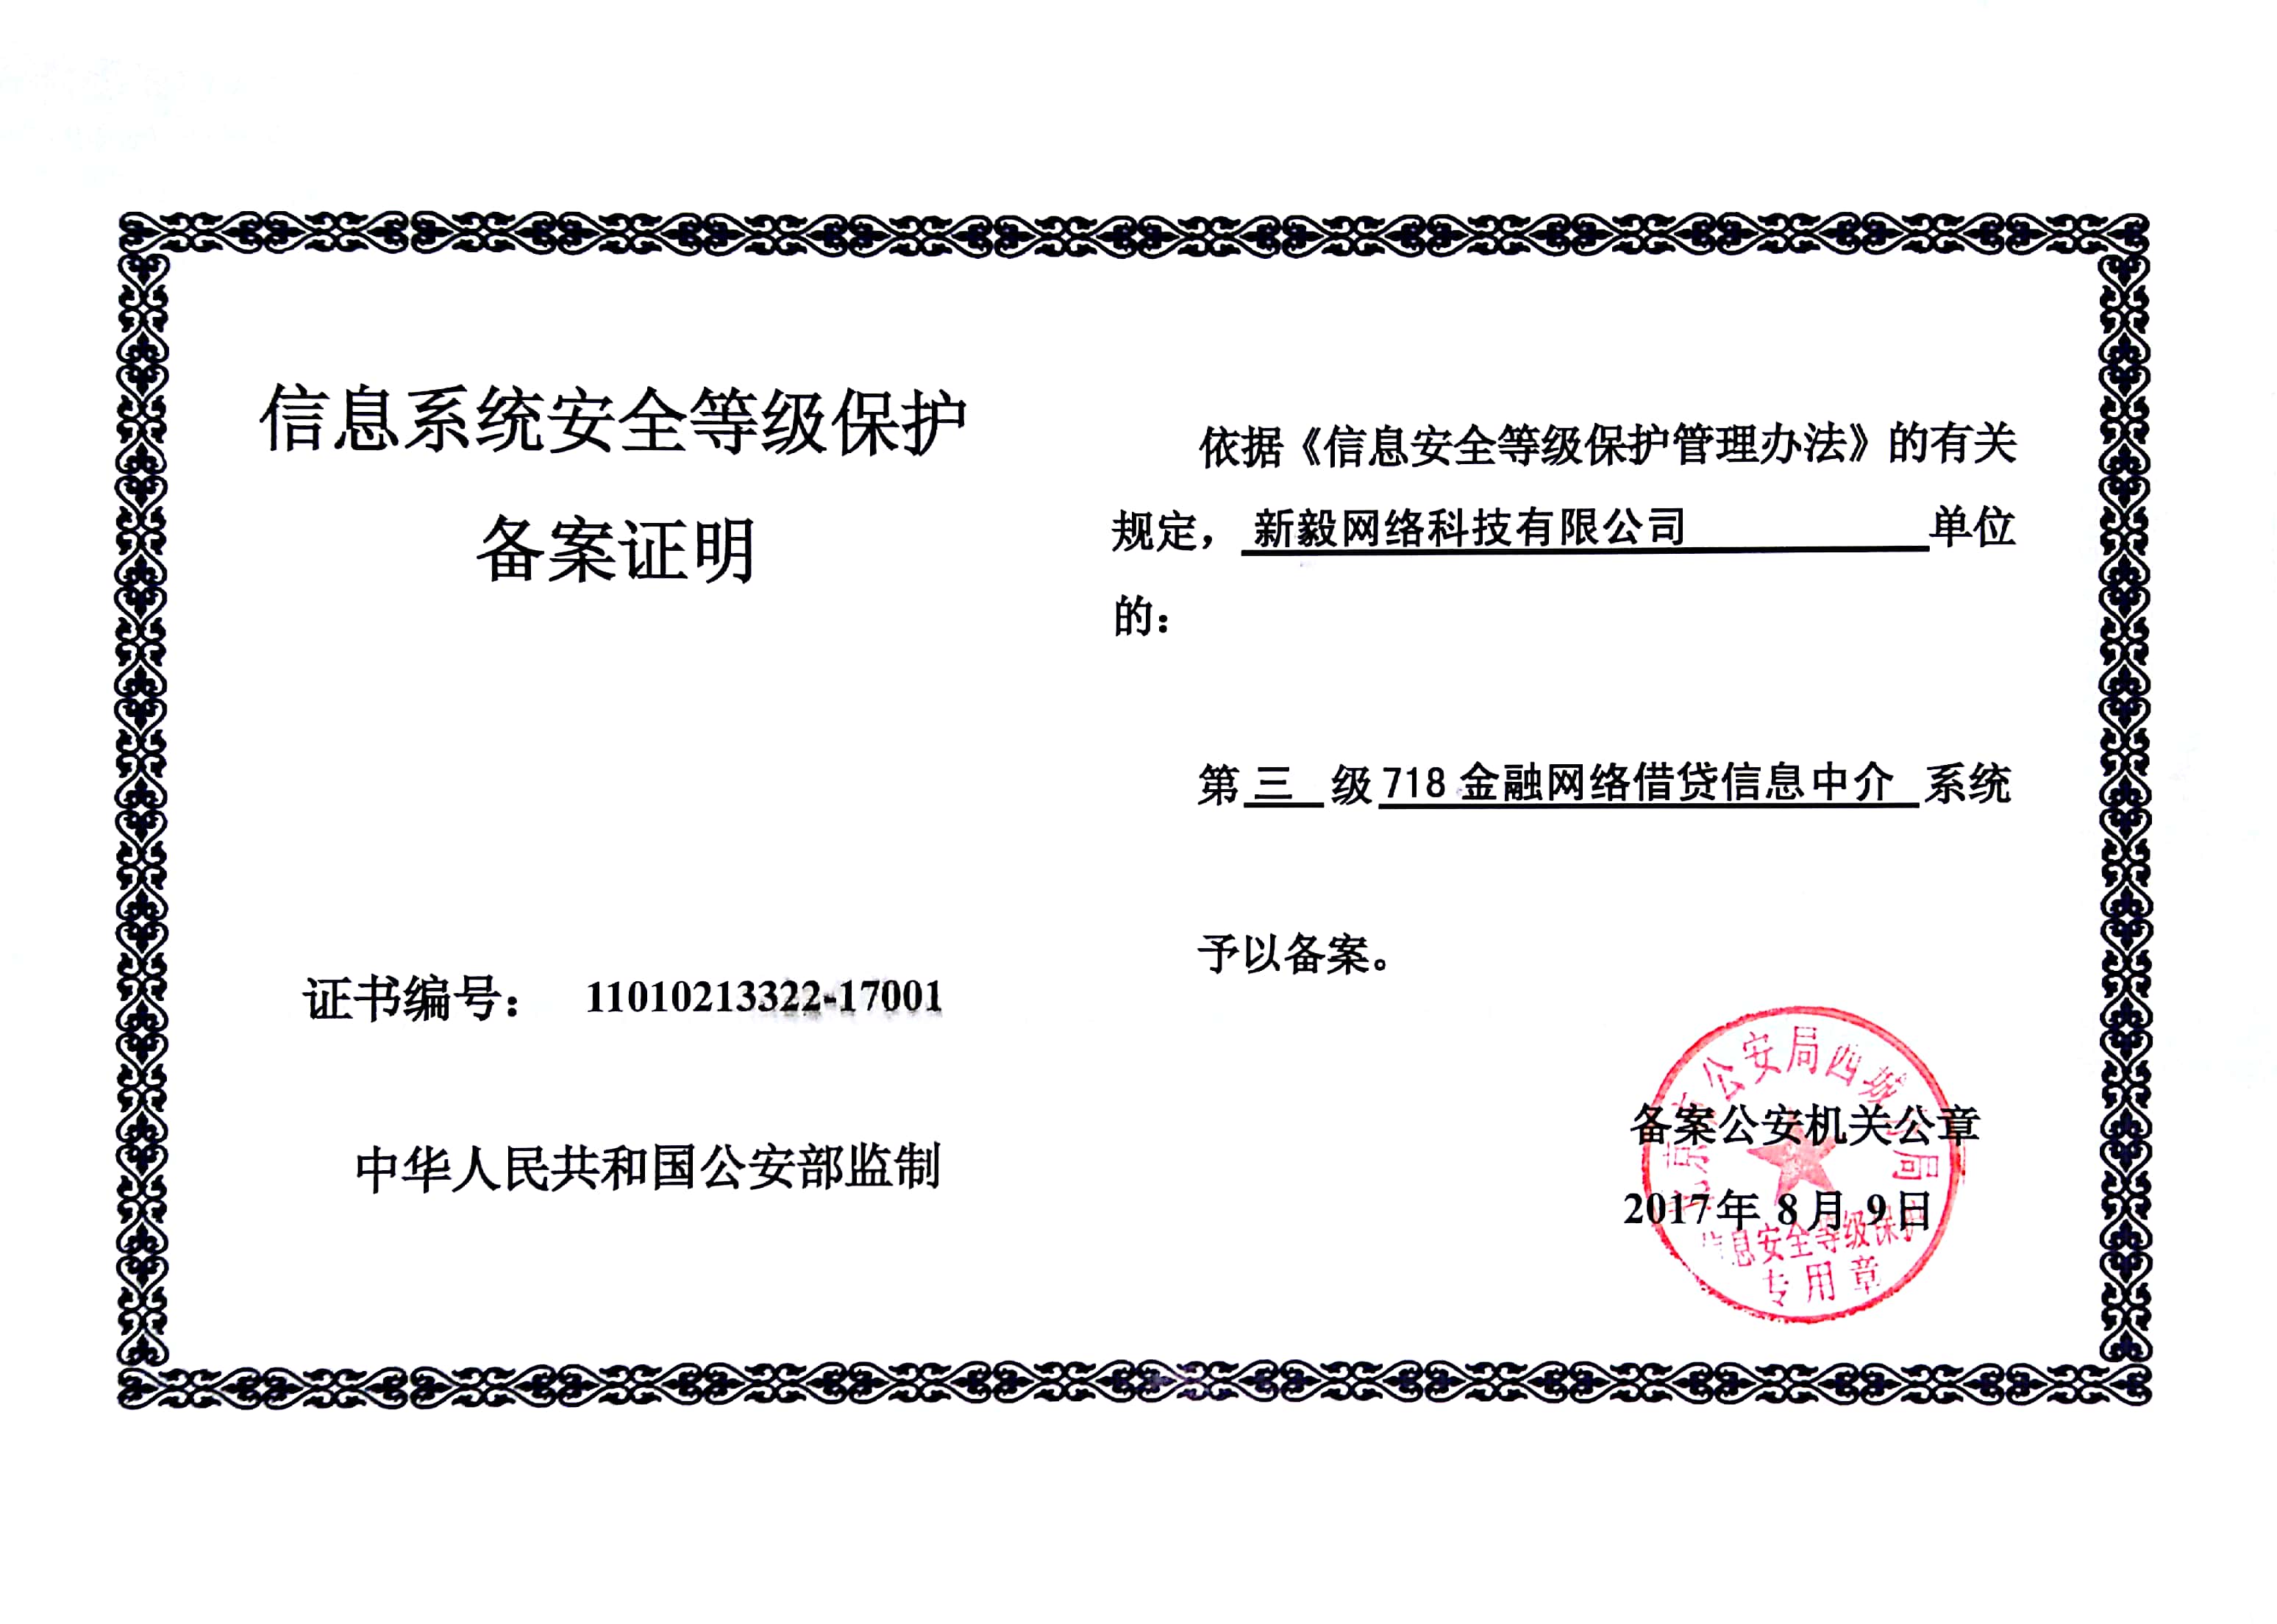 信息系统安全等级保护
备案证明
证书编号： 11010213322-17001
中华人民共和国公安部监制
依据《信息安全等级保护管理办法》的有关
规定，新毅网络科技有限公司 单位
的：
第 三 级 718 金融网络借贷信息中介 系统
予以备案。
备案公安机关公章
2017年 8月 9日
北京市公安局西城分局
信息安全等级保护
专用章